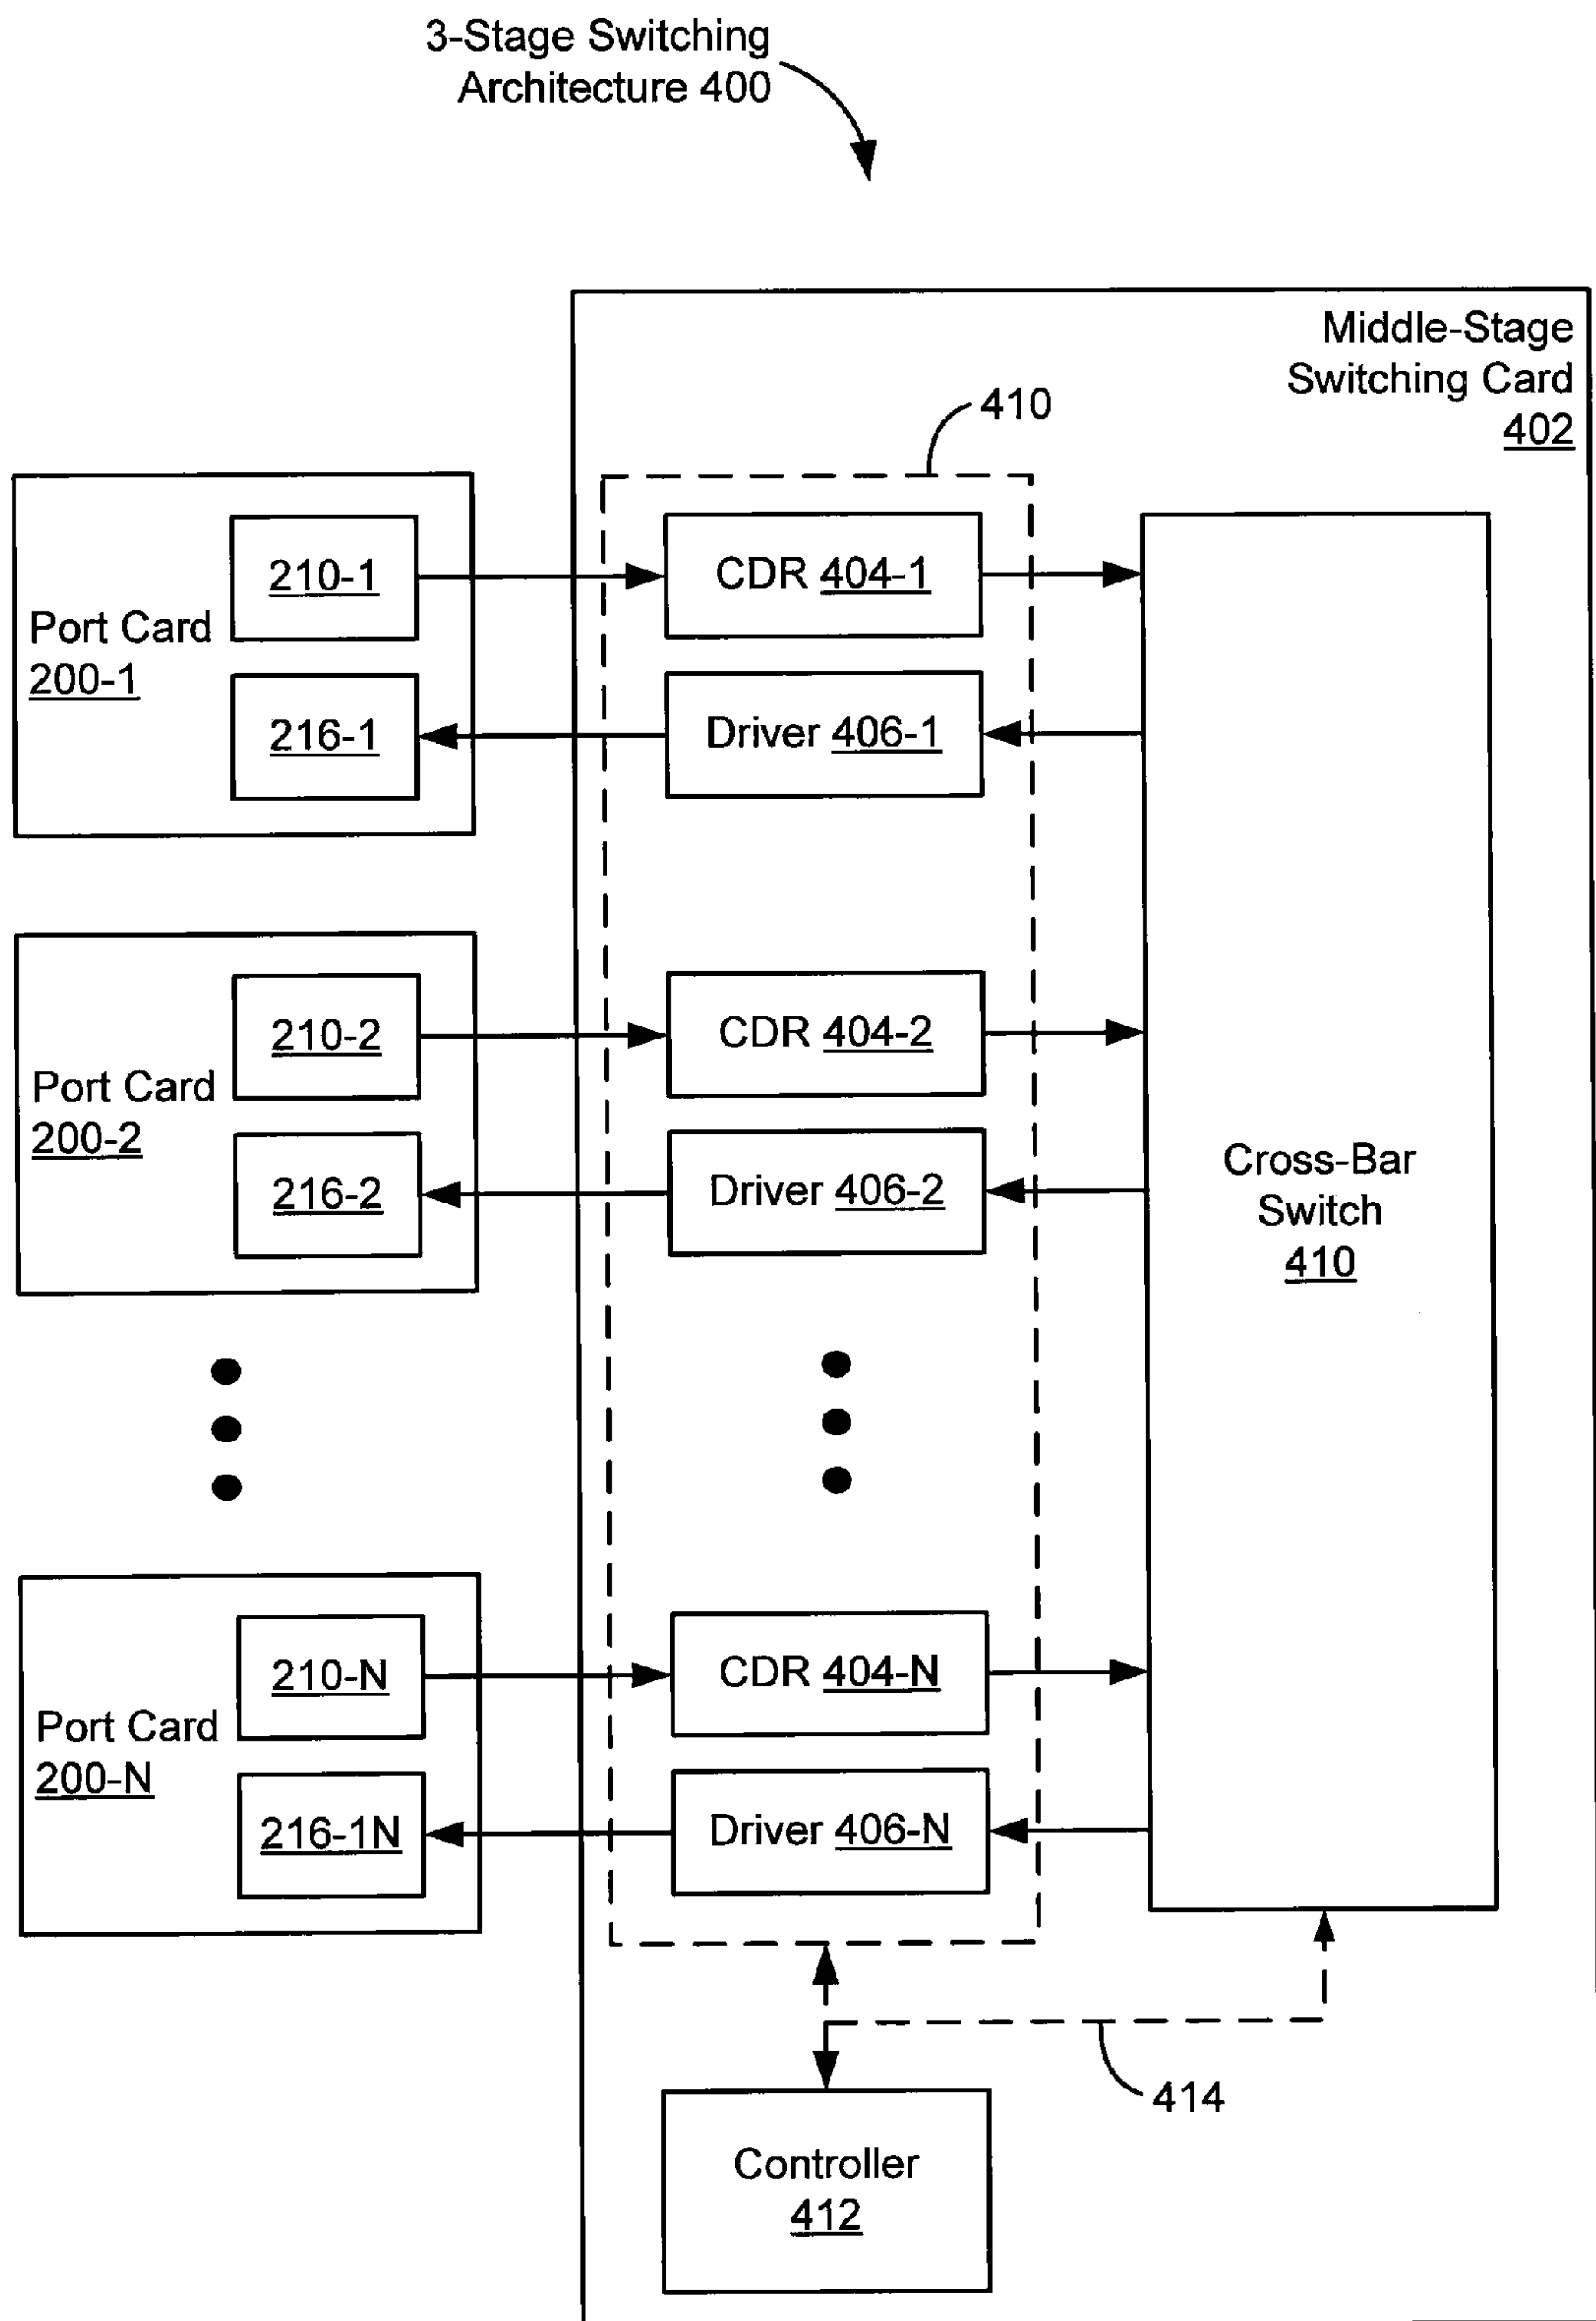 3-Stage Switching
Architecture 400
Middle-Stage
Switching Card
402
410
Port Card
200-1
210-1
216-1
CDR 404-1
Driver 406-1
Port Card
200-2
210-2
216-2
CDR 404-2
Driver 406-2
Cross-Bar
Switch
410
Port Card
200-N
210-N
216-1N
CDR 404-N
Driver 406-N
414
Controller
412